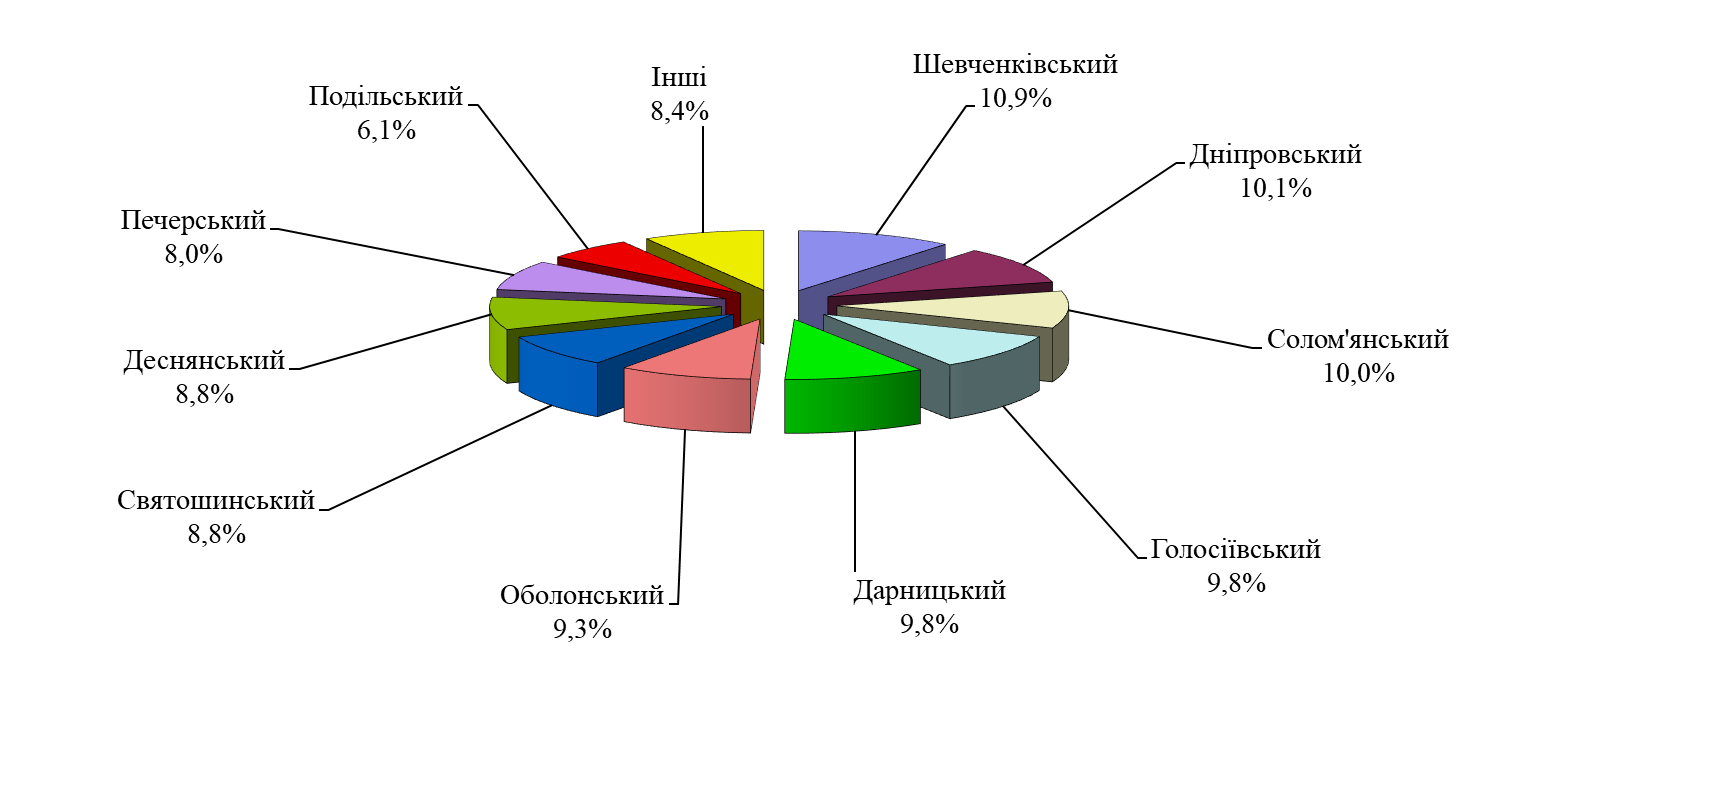 Інші
8,4%
Шевченківський
10,9%
Дніпровський
10,1%
Солом'янський
10,0%
Голосіївський
9,8%
Дарницький
9,8%
Оболонський
9,3%
Святошинський
8,8%
Деснянський
8,8%
Печерський
8,0%
Подільський
6,1%